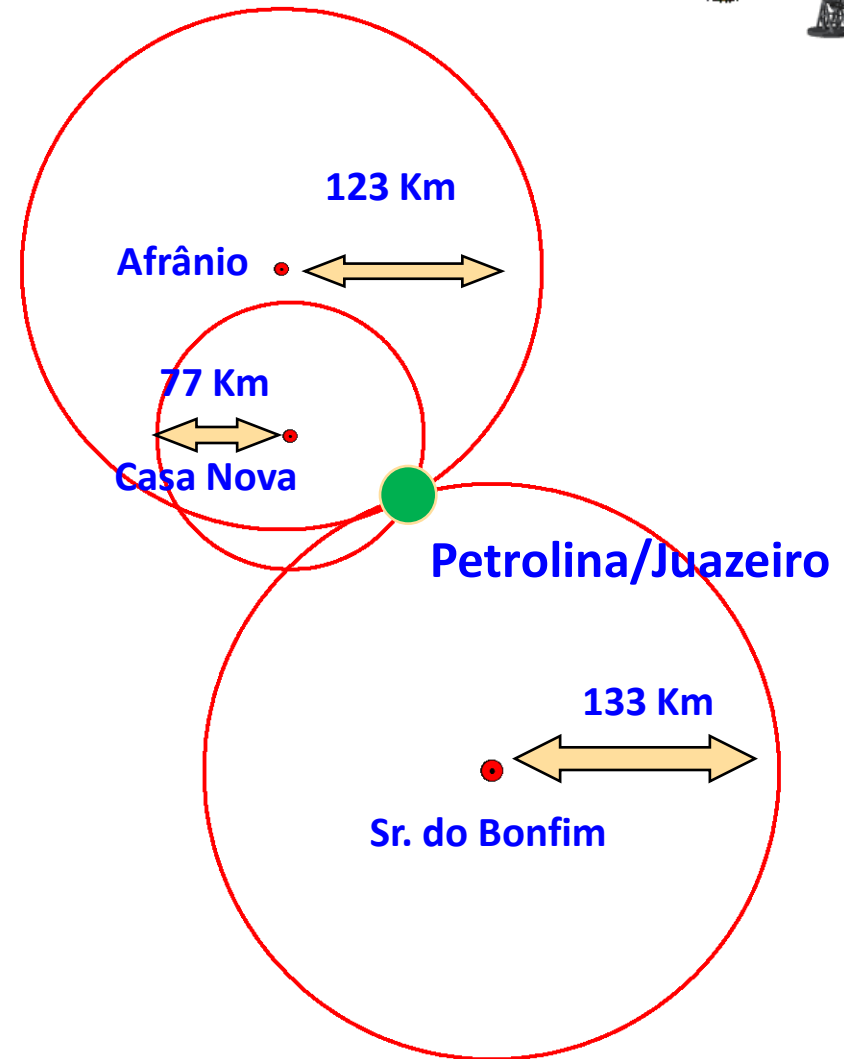 123 Km
Afrânio
77 Km
Casa Nova
Petrolina/Juazeiro
133 Km
Sr. do Bonfim